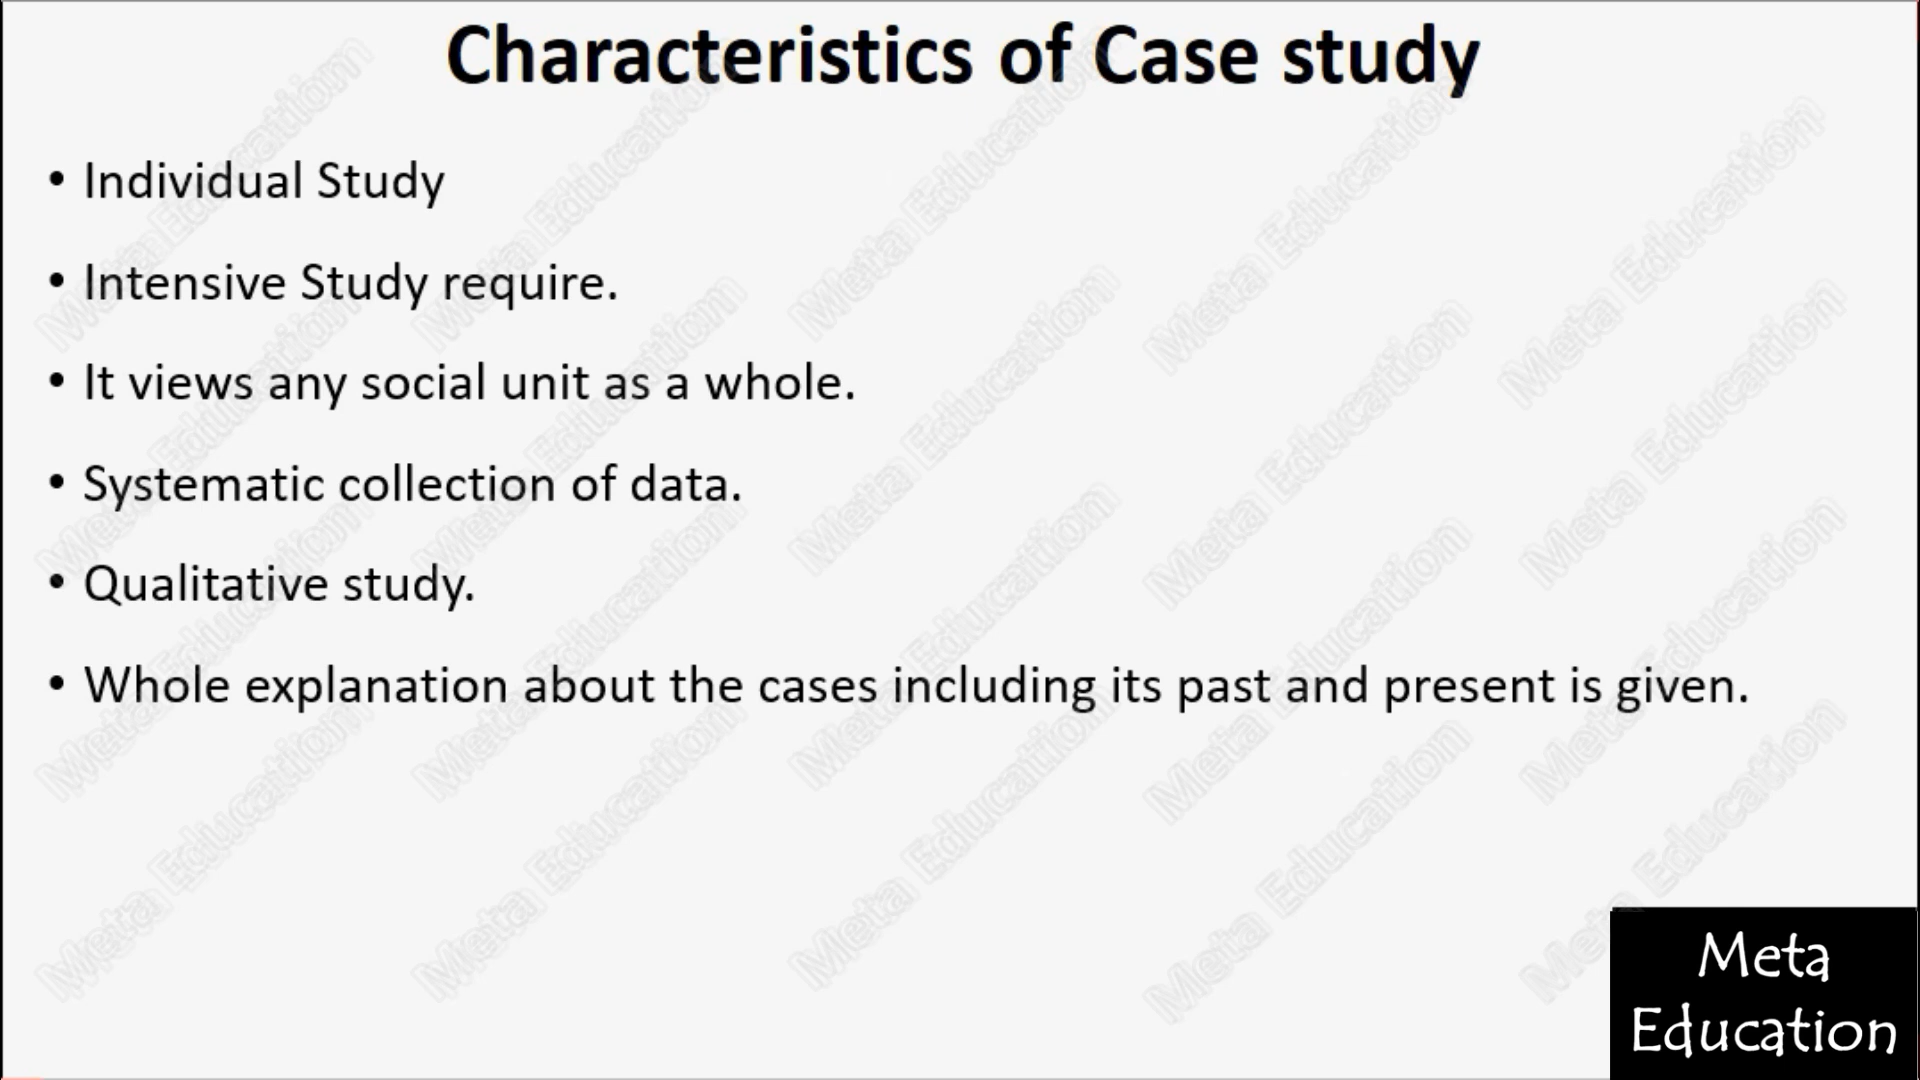 Characteristics of Case study
• Individual Study
• Intensive Study require.
• It views any social unit as a whole.
• Systematic collection of data.
• Qualitative study.
• Whole explanation about the cases including its past and present is given.
Meta
Education